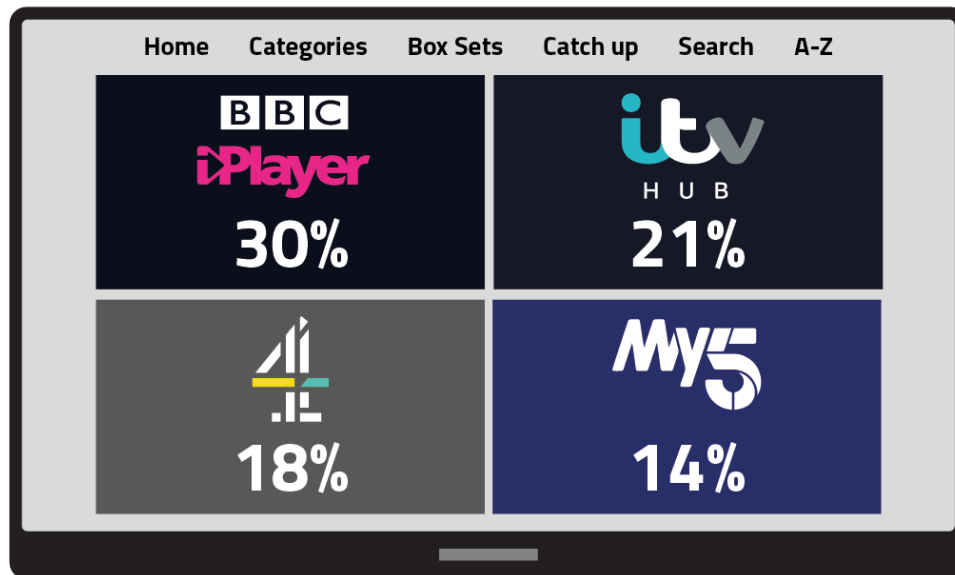 Home Categories Box Sets Catch up Search A-Z
BBC
iPlayer
30%
itv
HUB
21%
4
18%
My5
14%